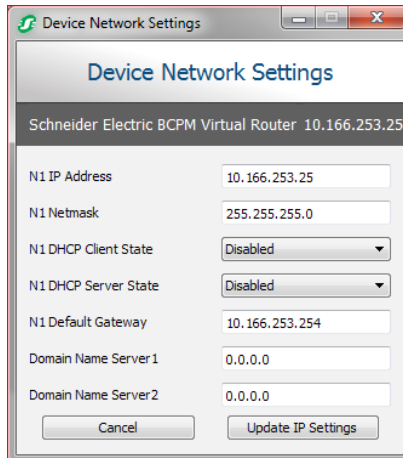 Device Network Settings
Device Network Settings
Schneider Electric BCPM Virtual Router 10.166.253.25
N1 IP Address 10.166.253.25
N1 Netmask 255.255.255.0
N1 DHCP Client State Disabled
N1 DHCP Server State Disabled
N1 Default Gateway 10.166.253.254
Domain Name Server1 0.0.0.0
Domain Name Server2 0.0.0.0
Cancel Update IP Settings